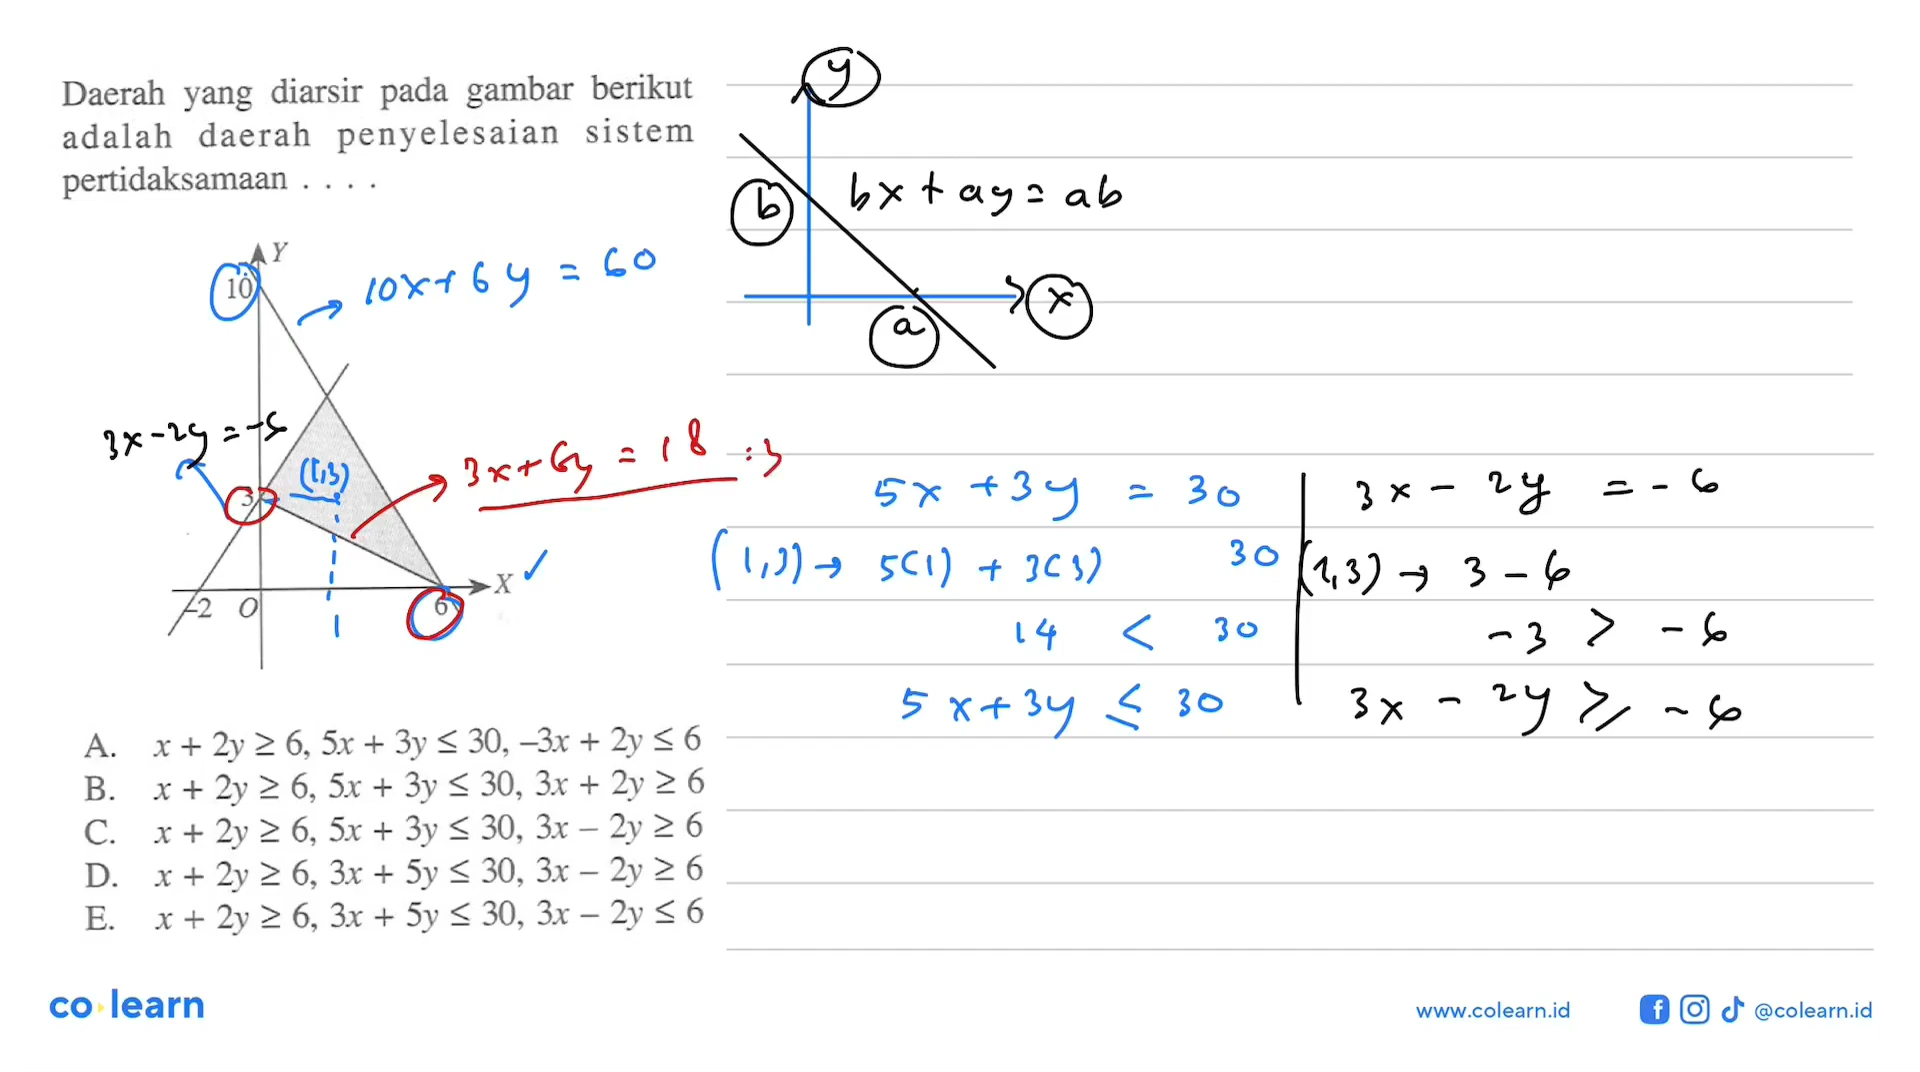 Daerah yang diarsir pada gambar berikut
adalah daerah penyelesaian sistem
pertidaksamaan . . . .
Y
10
10x+6y = 60
3x-2y=-6
(1,3)
3
3x+6y = 18 :3
-2 O 6 X ✓
1
A. x + 2y ≥ 6, 5x + 3y ≤ 30, –3x + 2y ≤ 6
B. x + 2y ≥ 6, 5x + 3y ≤ 30, 3x + 2y ≥ 6
C. x + 2y ≥ 6, 5x + 3y ≤ 30, 3x – 2y ≥ 6
D. x + 2y ≥ 6, 3x + 5y ≤ 30, 3x – 2y ≥ 6
E. x + 2y ≥ 6, 3x + 5y ≤ 30, 3x – 2y ≤ 6
y
b
bx + ay = ab
a
x
5x + 3y = 30
(1,3) → 5(1) + 3(3) 30
14 < 30
5x + 3y ≤ 30
3x - 2y = -6
(1,3) → 3 - 6
-3 > -6
3x - 2y ≥ -6
co learn
www.colearn.id
@colearn.id